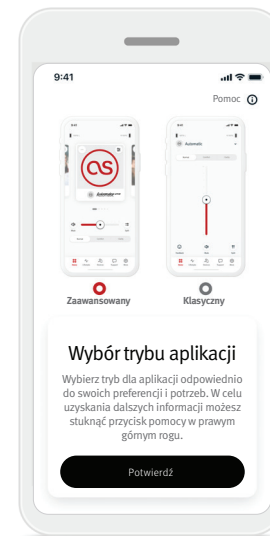 9:41
Pomoc
Automatic
Automatic
Zaawansowany
Klasyczny
Wybór trybu aplikacji
Wybierz tryb dla aplikacji odpowiednio
do swoich preferencji i potrzeb. W celu
uzyskania dalszych informacji możesz
stuknąć przycisk pomocy w prawym
górnym rogu.
Potwierdź